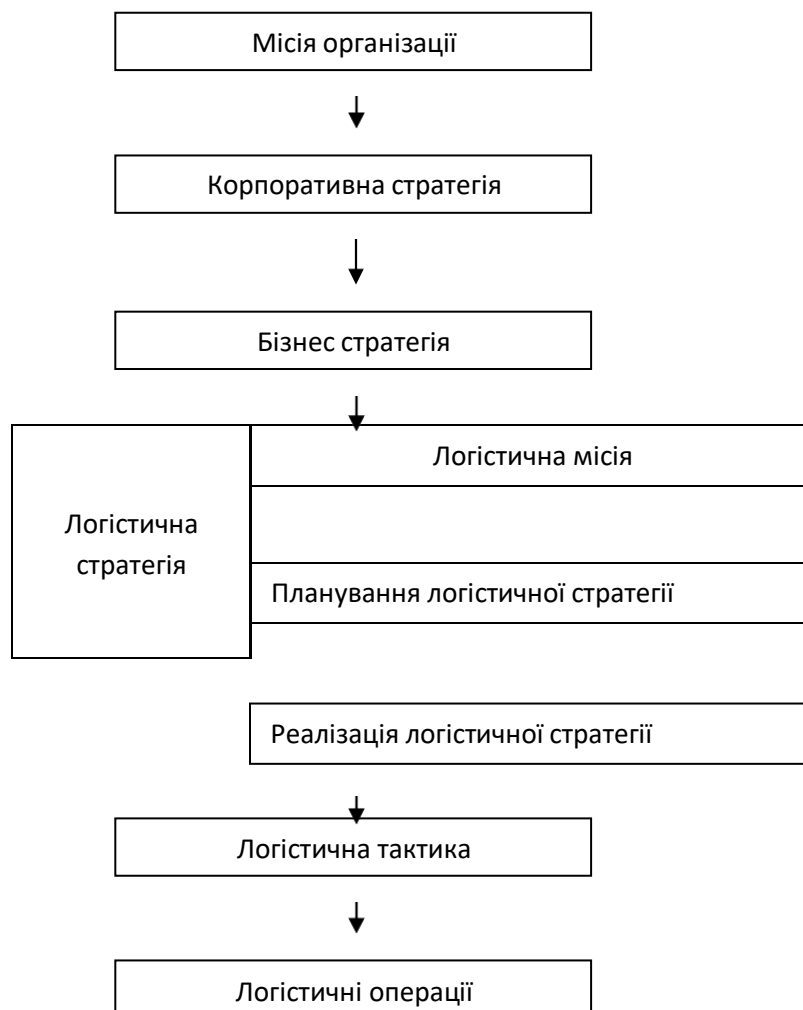 Місія організації
Корпоративна стратегія
Бізнес стратегія
Логістична місія
Логістична
стратегія
Планування логістичної стратегії
Реалізація логістичної стратегії
Логістична тактика
Логістичні операції